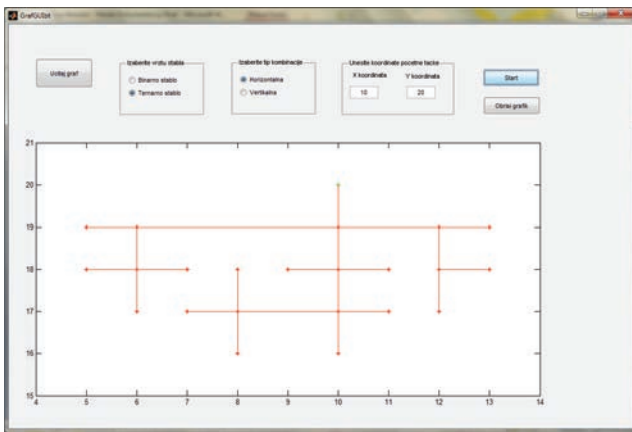 GrafGUIzt
Ucitaj graf
Izaberite vrstu stabla
Binarno stablo
Ternarno stablo
Izaberite tip kombinacije
Horizontalna
Vertikalna
Unesite koordinate pocetne tacke
X koordinata
Y koordinata
10
20
Start
Obrisi grafik
21
20
19
18
17
16
15
4
5
6
7
8
9
10
11
12
13
14